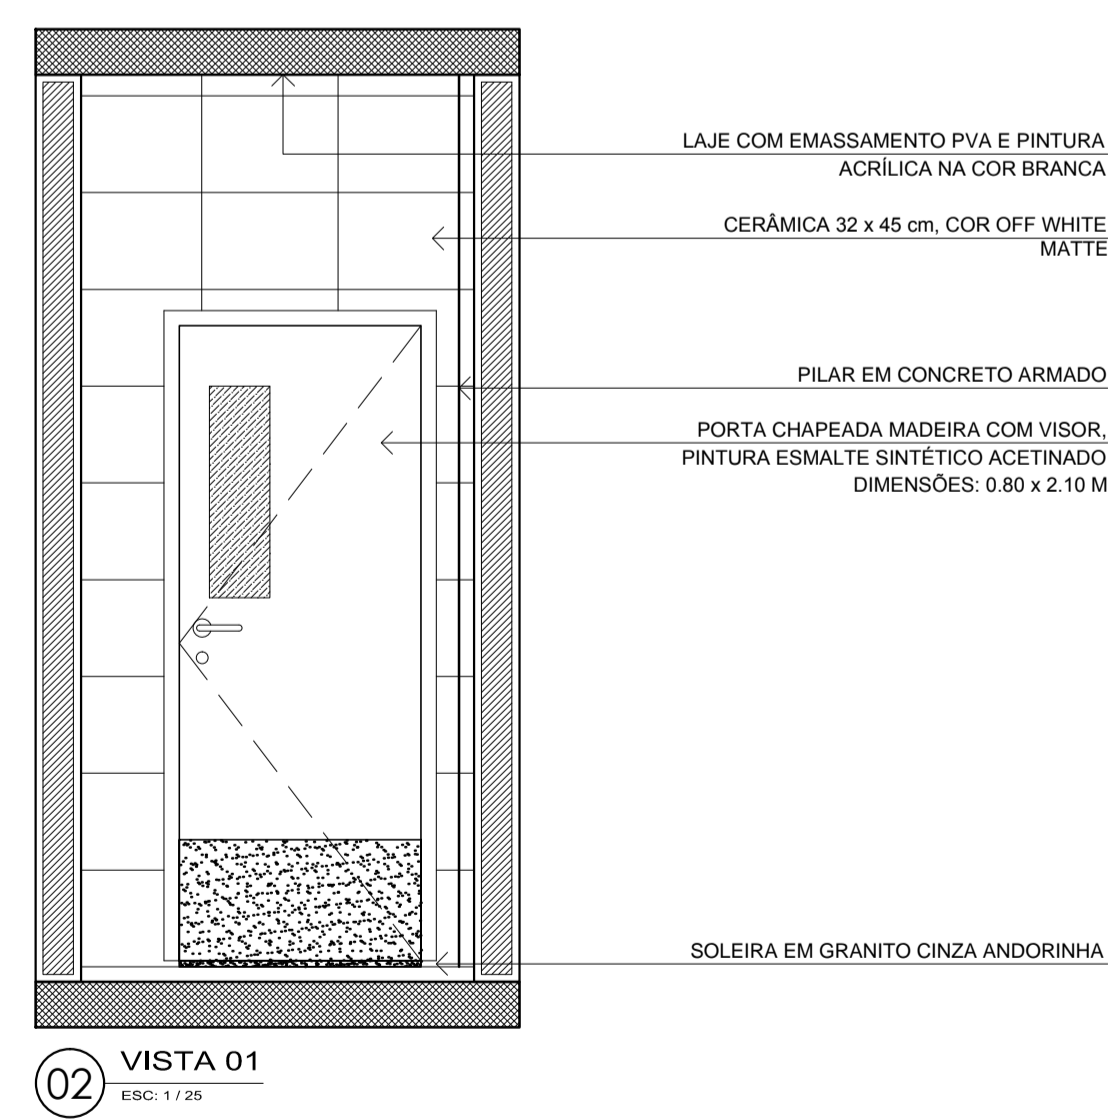 LAJE COM EMASSAMENTO PVA E PINTURA
ACRÍLICA NA COR BRANCA
CERÂMICA 32 x 45 cm, COR OFF WHITE
MATTE
PILAR EM CONCRETO ARMADO
PORTA CHAPEADA MADEIRA COM VISOR,
PINTURA ESMALTE SINTÉTICO ACETINADO
DIMENSÕES: 0.80 x 2.10 M
SOLEIRA EM GRANITO CINZA ANDORINHA
02
VISTA 01
ESC: 1 / 25